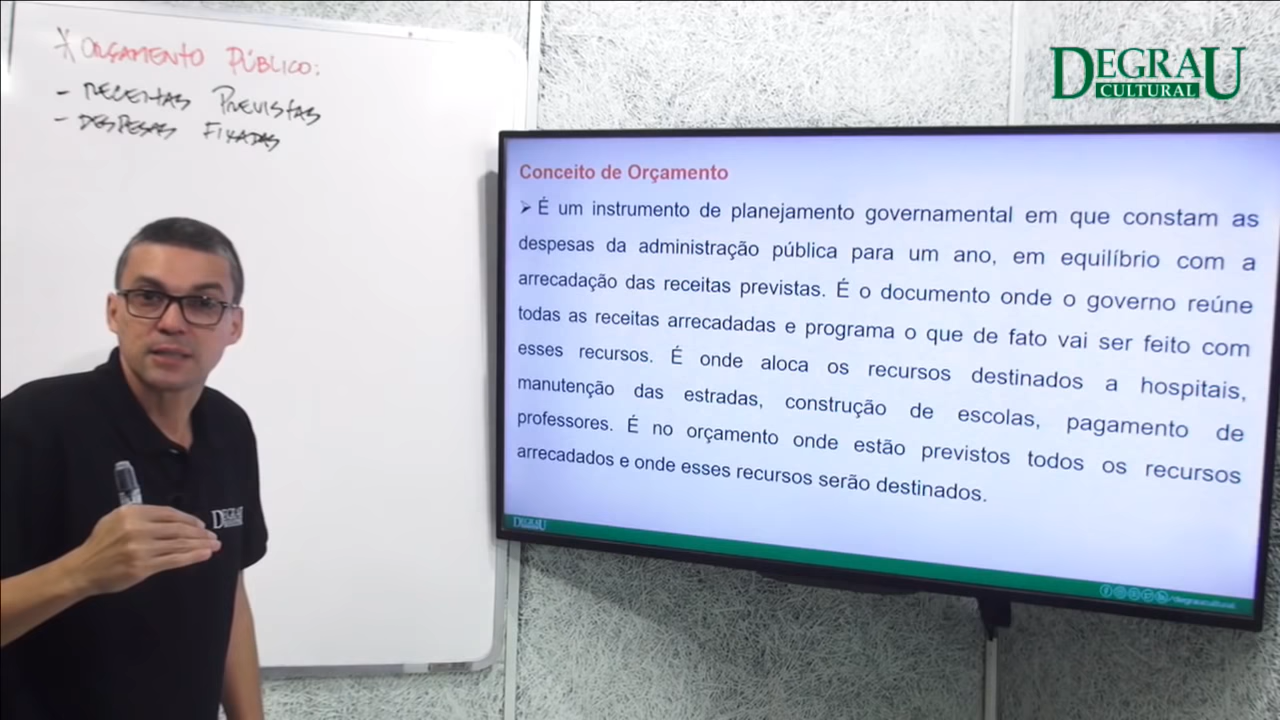 * ORÇAMENTO PÚBLICO:
- RECEITAS PREVISTAS
- DESPESAS FIXADAS
DEGRAU
CULTURAL
Conceito de Orçamento
➢ É um instrumento de planejamento governamental em que constam as
despesas da administração pública para um ano, em equilíbrio com a
arrecadação das receitas previstas. É o documento onde o governo reúne
todas as receitas arrecadadas e programa o que de fato vai ser feito com
esses recursos. É onde aloca os recursos destinados a hospitais,
manutenção das estradas, construção de escolas, pagamento de
professores. É no orçamento onde estão previstos todos os recursos
arrecadados e onde esses recursos serão destinados.
DEGRAU
/degraucultural
DEGRAU
CULTURAL